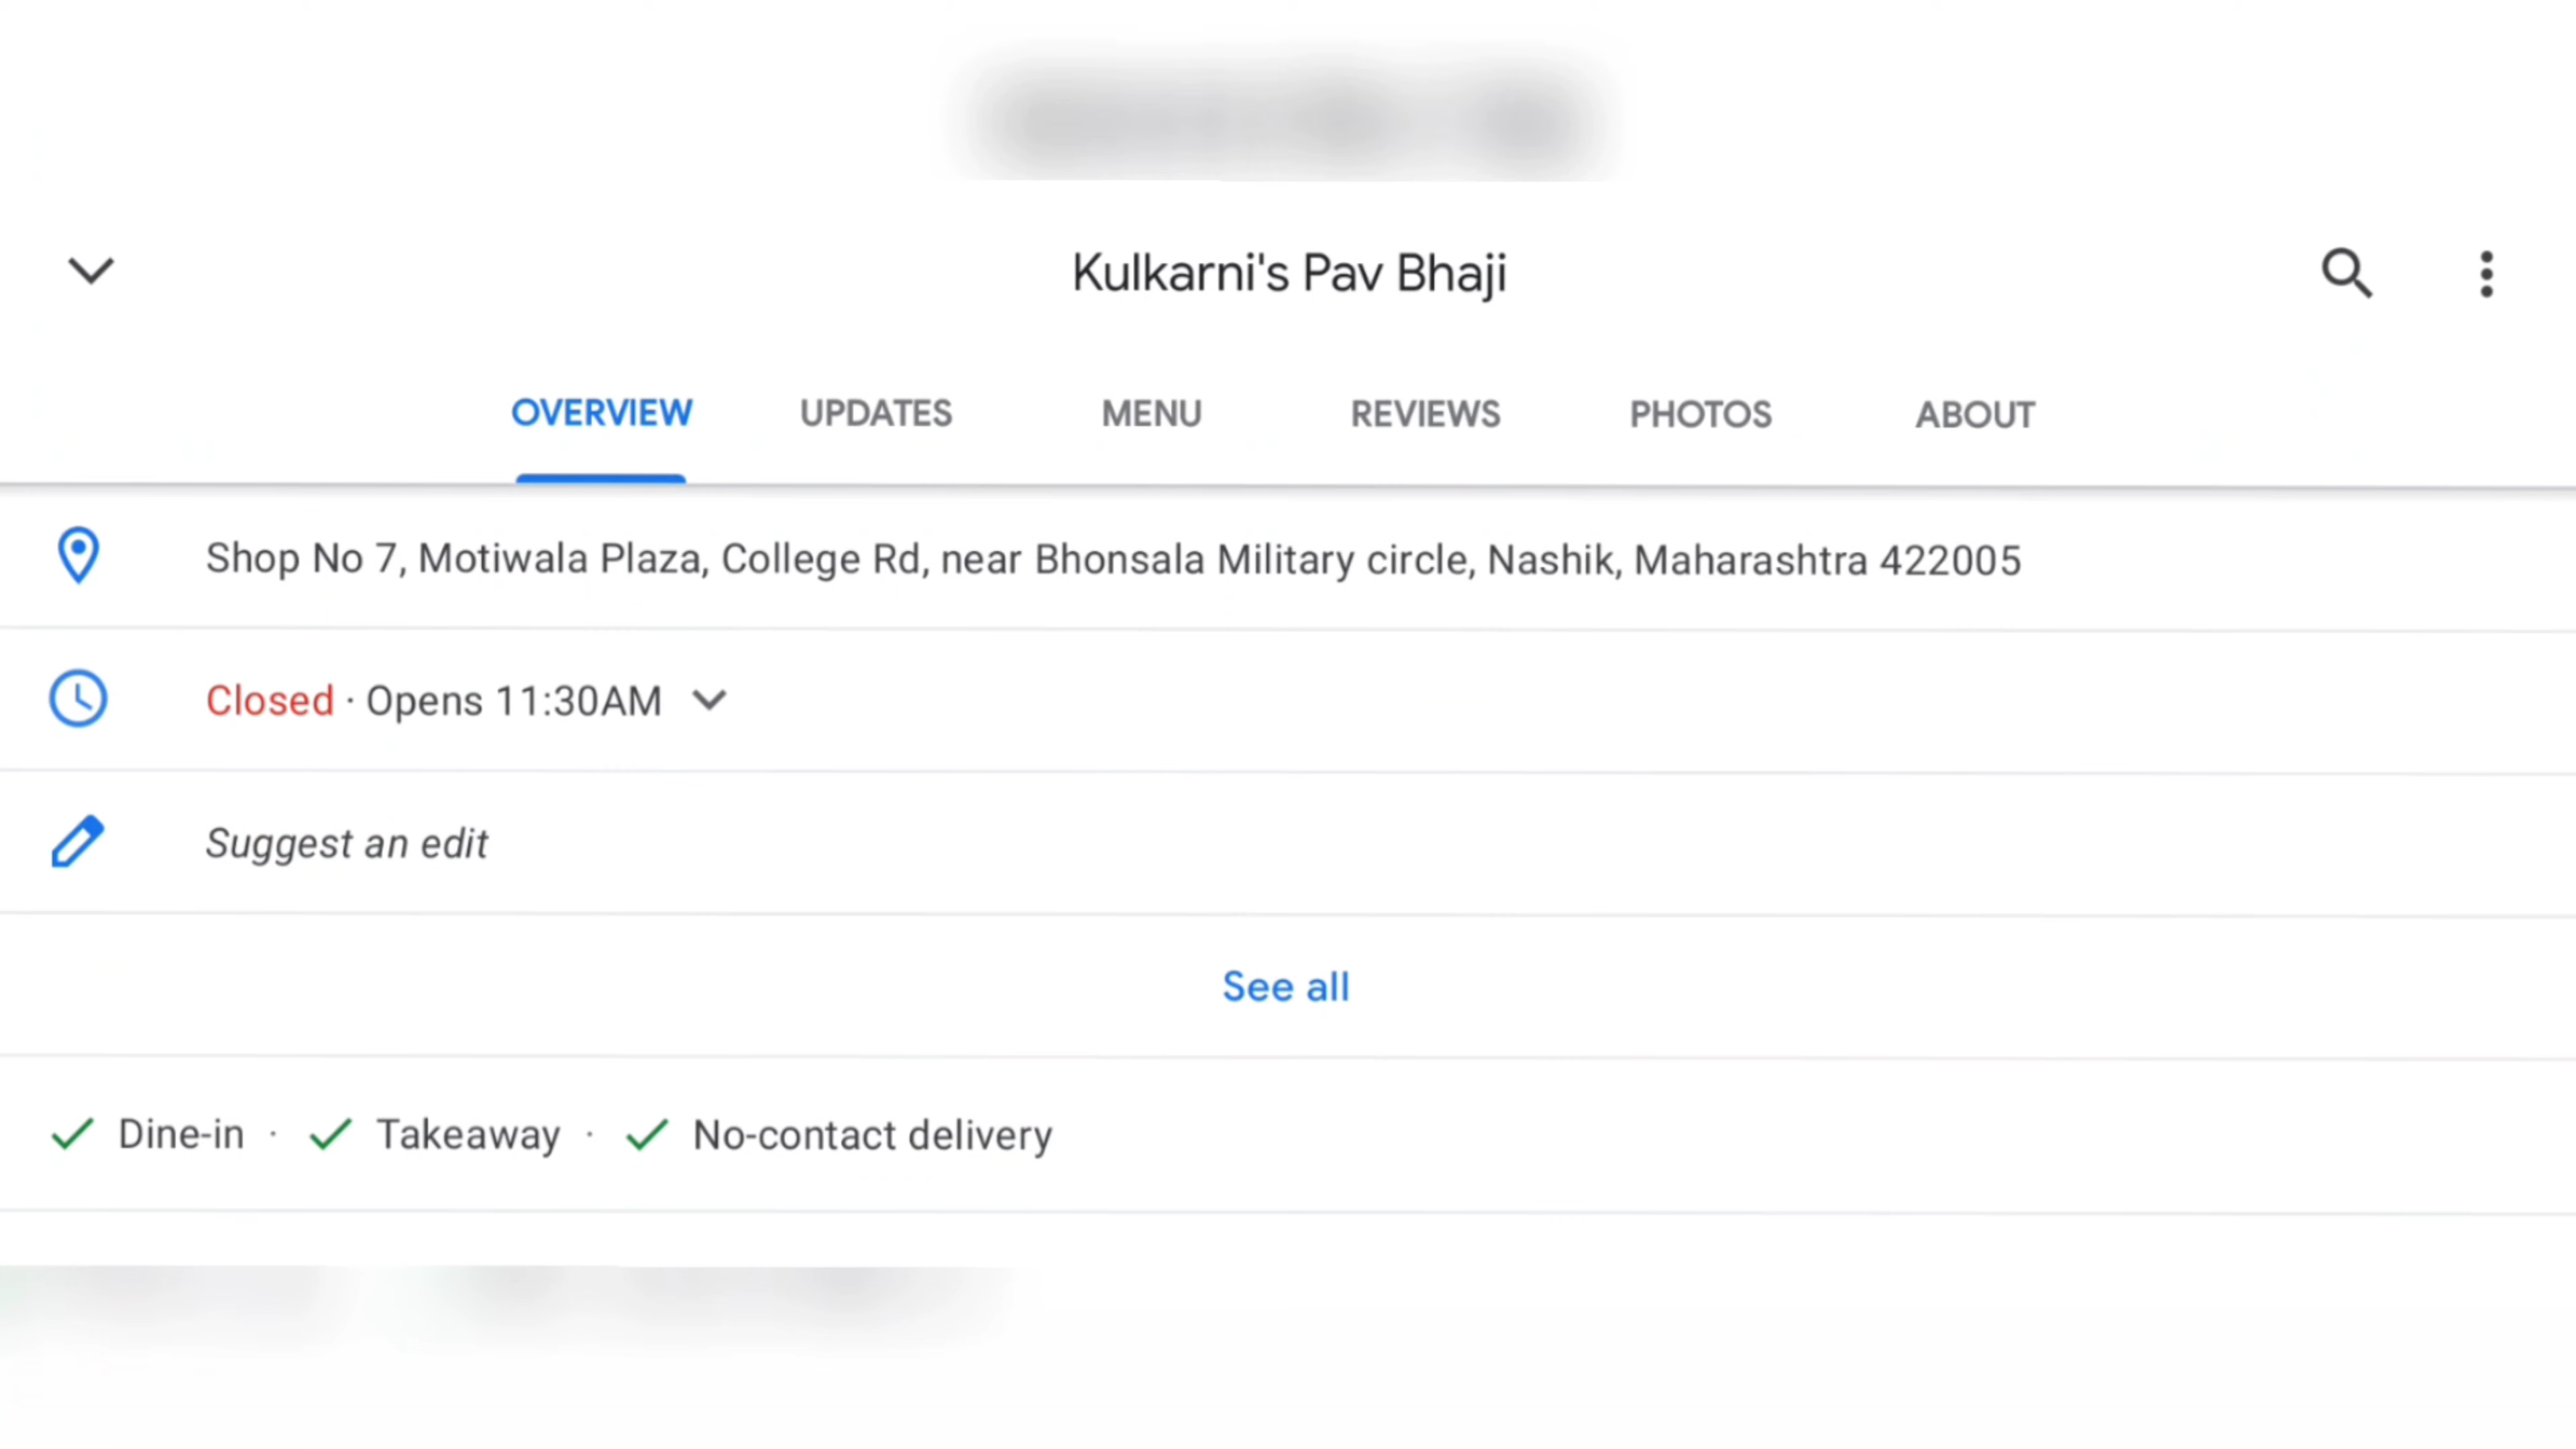 Kulkarni's Pav Bhaji
OVERVIEW UPDATES MENU REVIEWS PHOTOS ABOUT
Shop No 7, Motiwala Plaza, College Rd, near Bhonsala Military circle, Nashik, Maharashtra 422005
Closed · Opens 11:30AM
Suggest an edit
See all
Dine-in · Takeaway · No-contact delivery